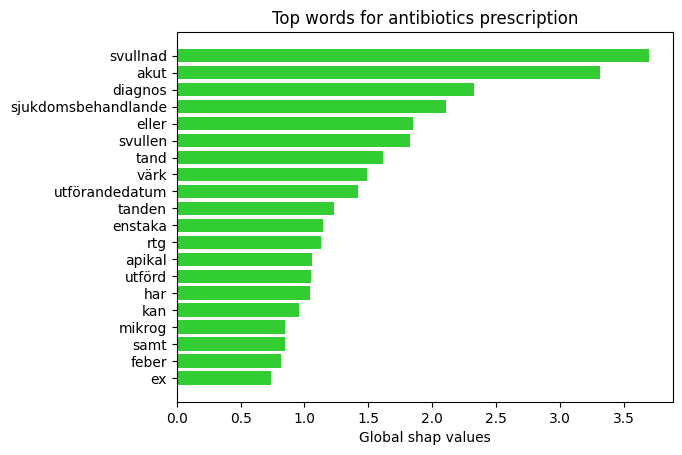 Top words for antibiotics prescription
svullnad
akut
diagnos
sjukdomsbehandlande
eller
svullen
tand
värk
utförandedatum
tanden
enstaka
rtg
apikal
utförd
har
kan
mikrog
samt
feber
ex
0.0 0.5 1.0 1.5 2.0 2.5 3.0 3.5
Global shap values